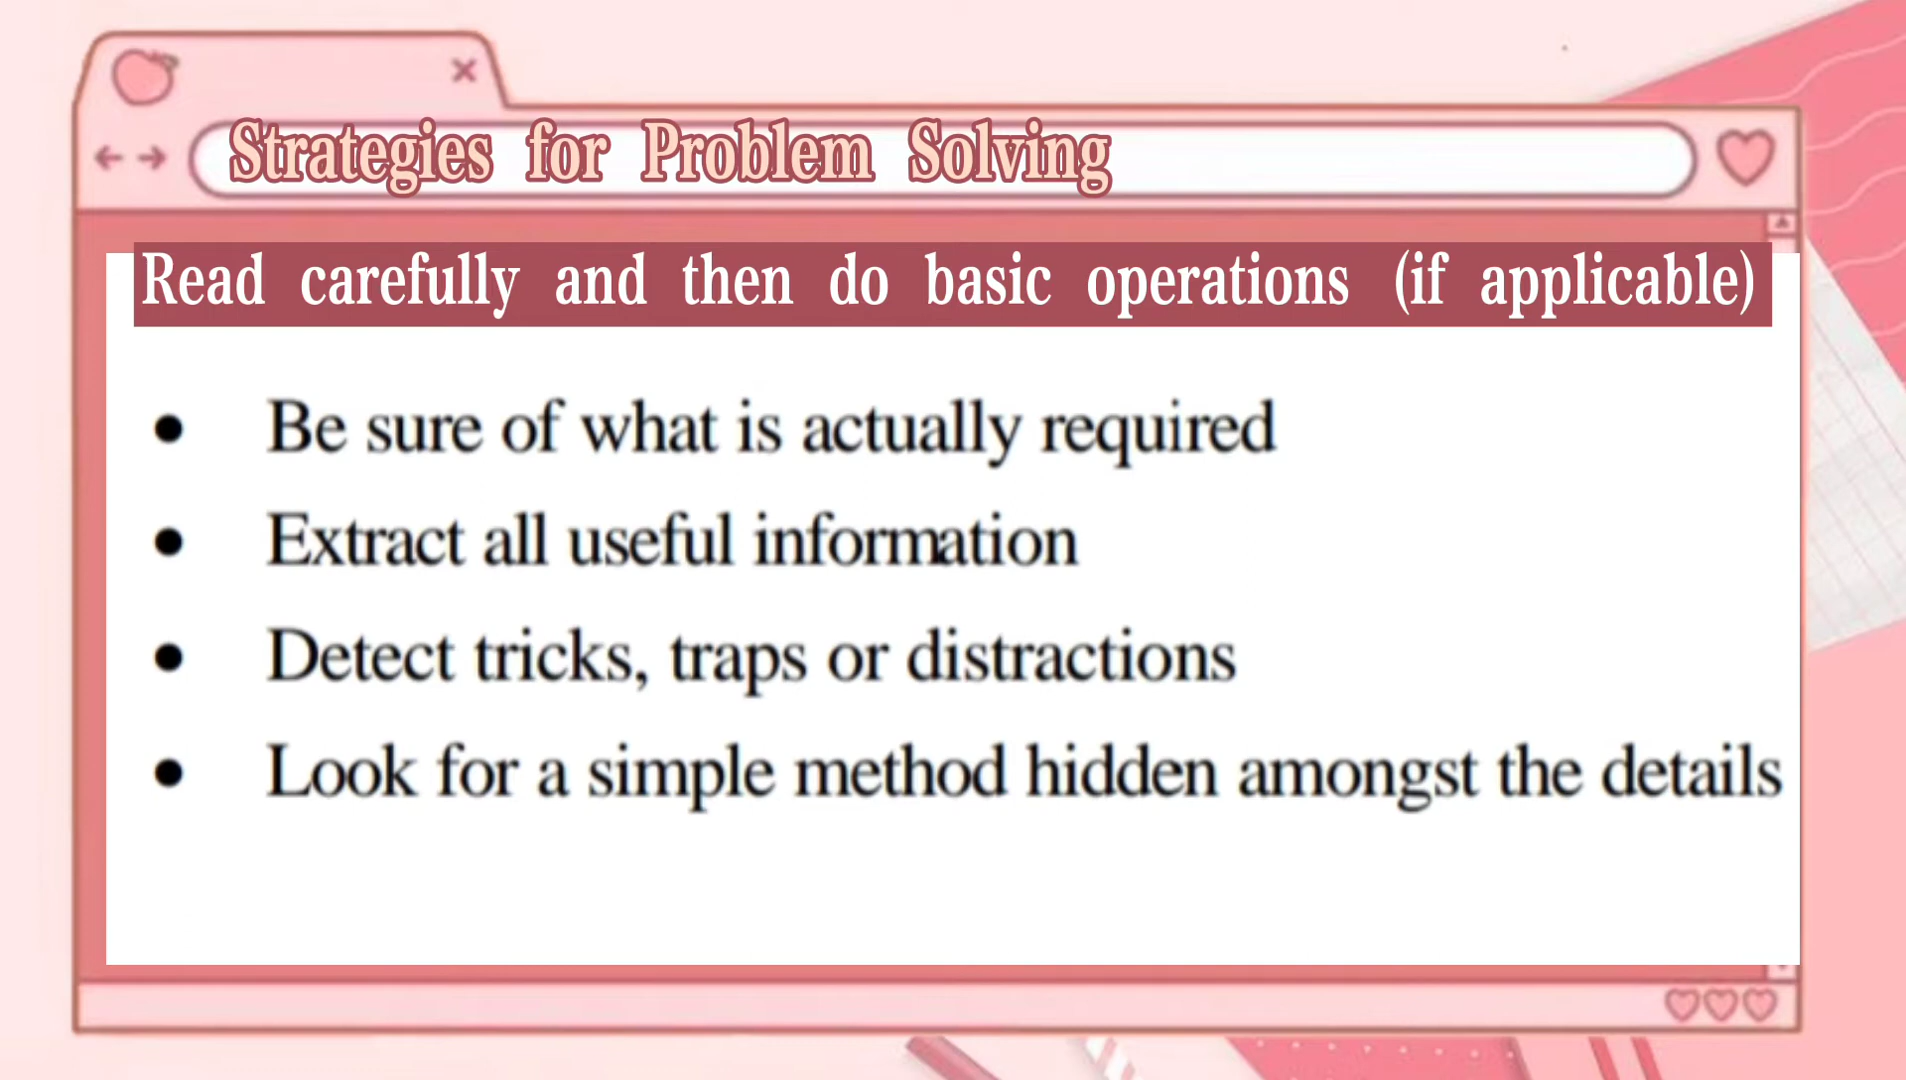 Strategies for Problem Solving
Read carefully and then do basic operations (if applicable)
● Be sure of what is actually required
● Extract all useful information
● Detect tricks, traps or distractions
● Look for a simple method hidden amongst the details